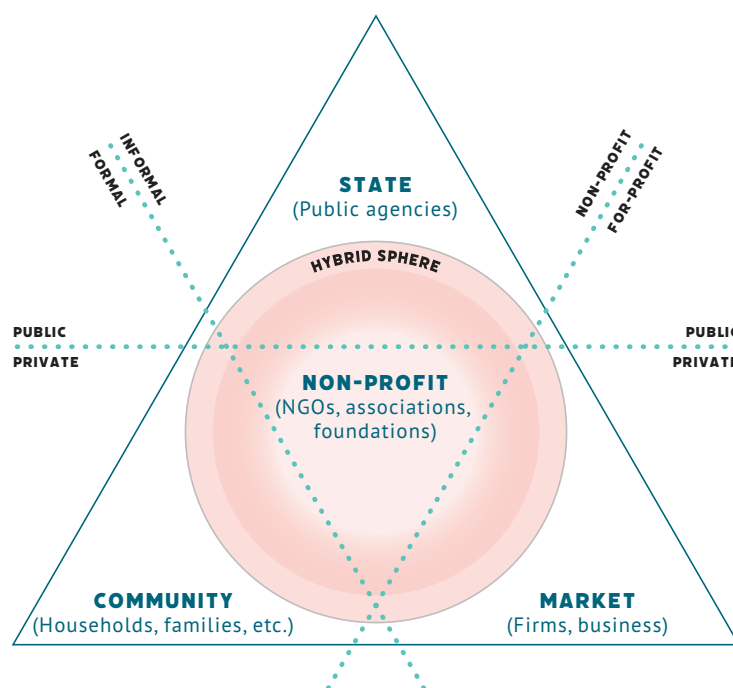 INFORMAL
FORMAL
NON-PROFIT
FOR-PROFIT
STATE
(Public agencies)
HYBRID SPHERE
PUBLIC
PRIVATE
PUBLIC
PRIVATE
NON-PROFIT
(NGOs, associations,
foundations)
COMMUNITY
(Households, families, etc.)
MARKET
(Firms, business)